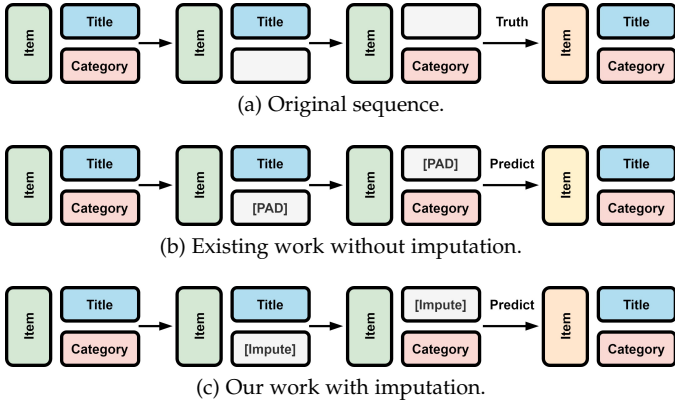 Item Title Category Item Title Item Category Truth Item Title Category
(a) Original sequence.
Item Title Category Item Title [PAD] Item [PAD] Category Predict Item Title Category
(b) Existing work without imputation.
Item Title Category Item Title [Impute] Item [Impute] Category Predict Item Title Category
(c) Our work with imputation.